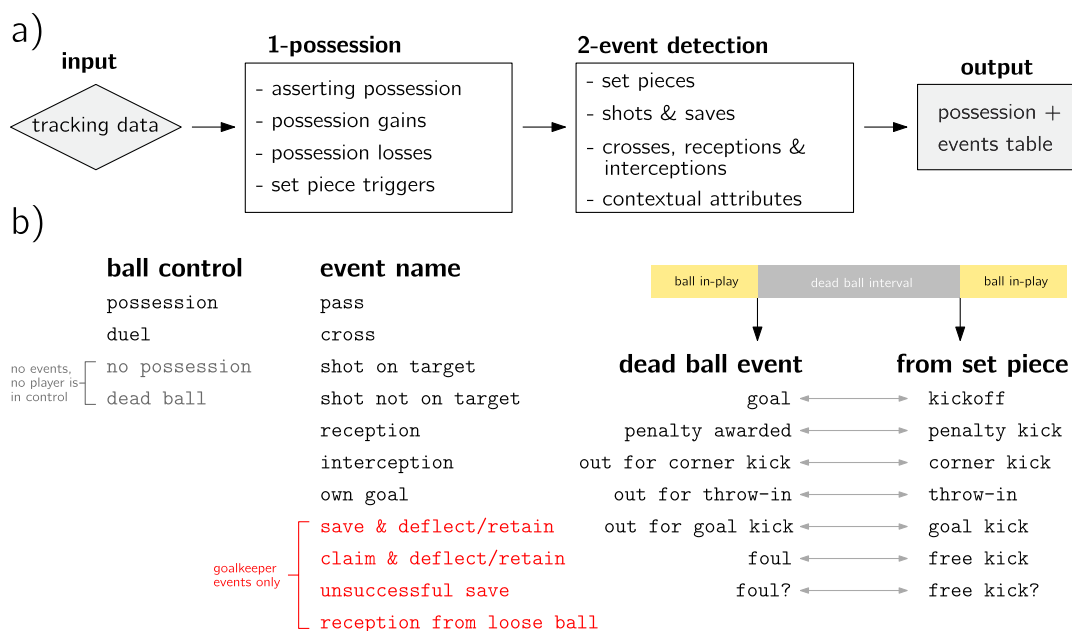 a)
input
tracking data
1-possession
- asserting possession
- possession gains
- possession losses
- set piece triggers
2-event detection
- set pieces
- shots & saves
- crosses, receptions &
interceptions
- contextual attributes
output
possession +
events table
b)
ball control
possession
duel
no possession
dead ball
no events,
no player is
in control
event name
pass
cross
shot on target
shot not on target
reception
interception
own goal
save & deflect/retain
claim & deflect/retain
unsuccessful save
reception from loose ball
goalkeeper
events only
ball in-play
dead ball interval
ball in-play
dead ball event
from set piece
goal
kickoff
penalty awarded
penalty kick
out for corner kick
corner kick
out for throw-in
throw-in
out for goal kick
goal kick
foul
free kick
foul?
free kick?